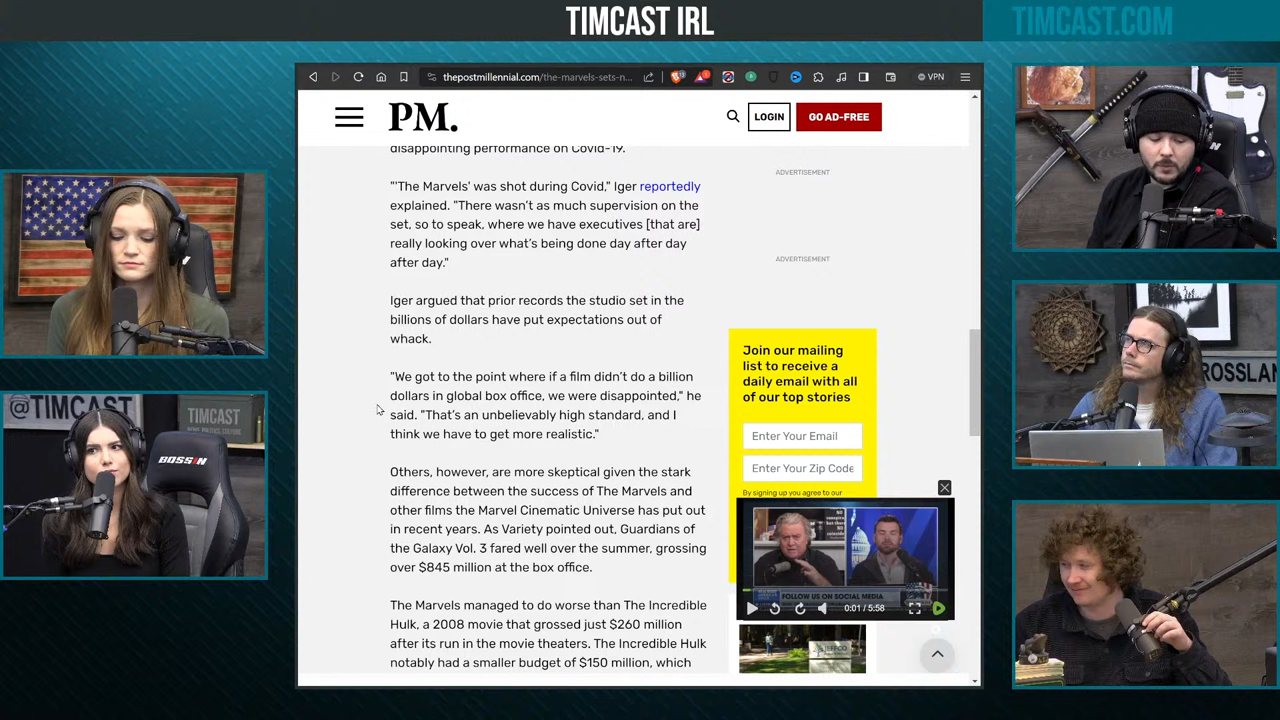 TIMCAST IRL
TIMCAST.COM
thepostmillennial.com/the-marvels-sets-n...
VPN
PM.
LOGIN
GO AD-FREE
disappointing performance on Covid-19.
"'The Marvels' was shot during Covid," Iger reportedly
explained. "There wasn't as much supervision on the
set, so to speak, where we have executives [that are]
really looking over what's being done day after day
after day."
Iger argued that prior records the studio set in the
billions of dollars have put expectations out of
whack.
"We got to the point where if a film didn't do a billion
dollars in global box office, we were disappointed," he
said. "That's an unbelievably high standard, and I
think we have to get more realistic."
Others, however, are more skeptical given the stark
difference between the success of The Marvels and
other films the Marvel Cinematic Universe has put out
in recent years. As Variety pointed out, Guardians of
the Galaxy Vol. 3 fared well over the summer, grossing
over $845 million at the box office.
The Marvels managed to do worse than The Incredible
Hulk, a 2008 movie that grossed just $260 million
after its run in the movie theaters. The Incredible Hulk
notably had a smaller budget of $150 million, which
ADVERTISEMENT
ADVERTISEMENT
Join our mailing
list to receive a
daily email with all
of our top stories
Enter Your Email
Enter Your Zip Code
By signing up you agree to our
FOLLOW US ON SOCIAL MEDIA
0:01 / 5:58
@TIMCAST
TIMCAST
BOSSIN
ROSSLAN